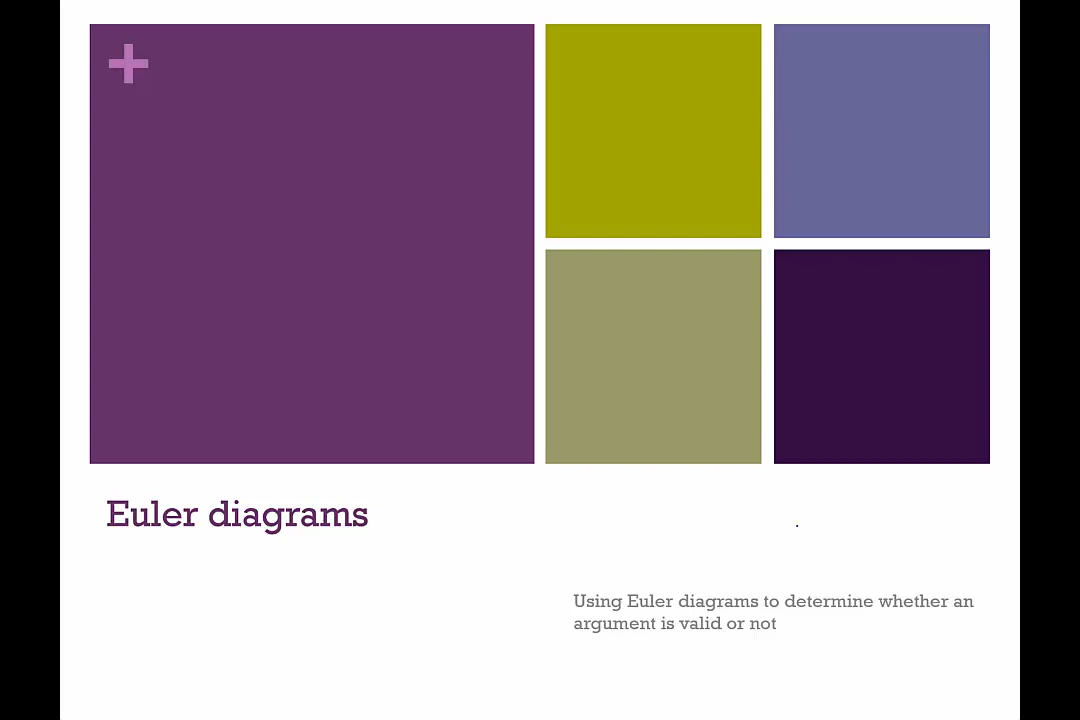 +
Euler diagrams
Using Euler diagrams to determine whether an
argument is valid or not